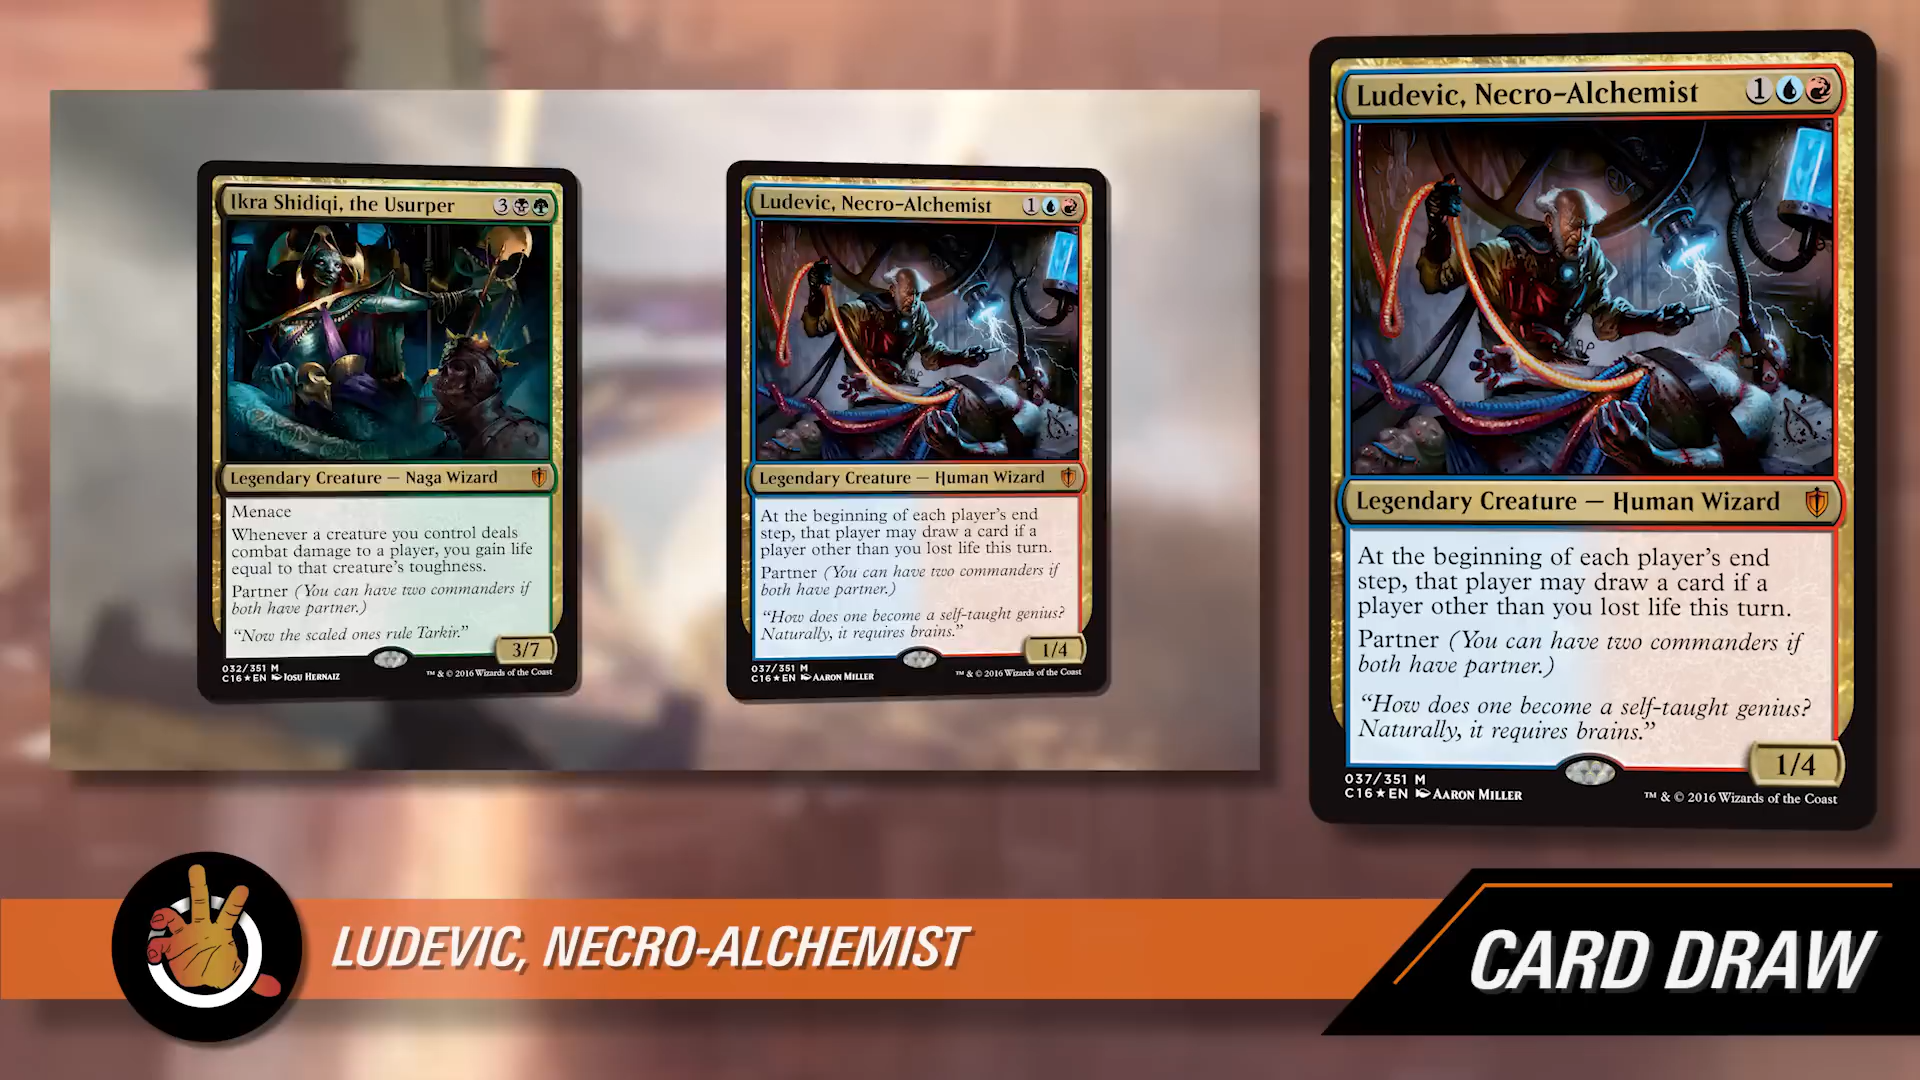 Ikra Shidiqi, the Usurper 3
Legendary Creature — Naga Wizard
Menace
Whenever a creature you control deals
combat damage to a player, you gain life
equal to that creature's toughness.
Partner (You can have two commanders if
both have partner.)
"Now the scaled ones rule Tarkir."
3/7
032/351 M
C16★EN Josu Hernaiz
™ & © 2016 Wizards of the Coast
Ludevic, Necro-Alchemist 1
Legendary Creature — Human Wizard
At the beginning of each player's end
step, that player may draw a card if a
player other than you lost life this turn.
Partner (You can have two commanders if
both have partner.)
"How does one become a self-taught genius?
Naturally, it requires brains."
1/4
037/351 M
C16★EN Aaron Miller
™ & © 2016 Wizards of the Coast
Ludevic, Necro-Alchemist 1
Legendary Creature — Human Wizard
At the beginning of each player's end
step, that player may draw a card if a
player other than you lost life this turn.
Partner (You can have two commanders if
both have partner.)
"How does one become a self-taught genius?
Naturally, it requires brains."
1/4
037/351 M
C16★EN Aaron Miller
™ & © 2016 Wizards of the Coast
LUDEVIC, NECRO-ALCHEMIST
CARD DRAW